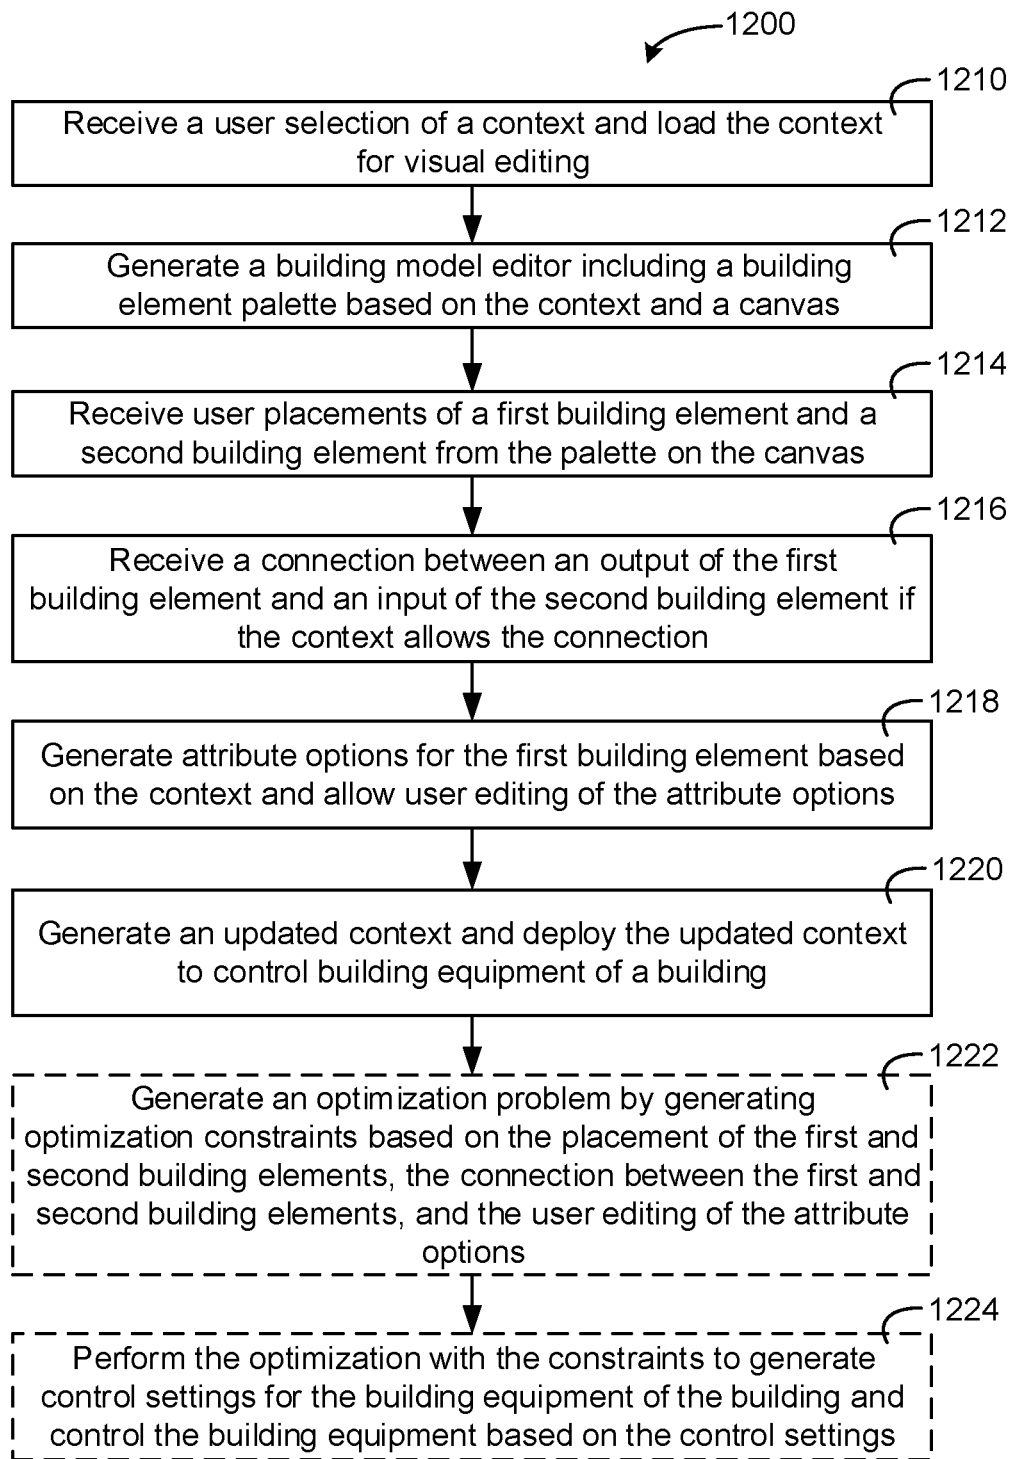 1200
1210
Receive a user selection of a context and load the context
for visual editing
1212
Generate a building model editor including a building
element palette based on the context and a canvas
1214
Receive user placements of a first building element and a
second building element from the palette on the canvas
1216
Receive a connection between an output of the first
building element and an input of the second building element if
the context allows the connection
1218
Generate attribute options for the first building element based
on the context and allow user editing of the attribute options
1220
Generate an updated context and deploy the updated context
to control building equipment of a building
1222
Generate an optimization problem by generating
optimization constraints based on the placement of the first and
second building elements, the connection between the first and
second building elements, and the user editing of the attribute
options
1224
Perform the optimization with the constraints to generate
control settings for the building equipment of the building and
control the building equipment based on the control settings